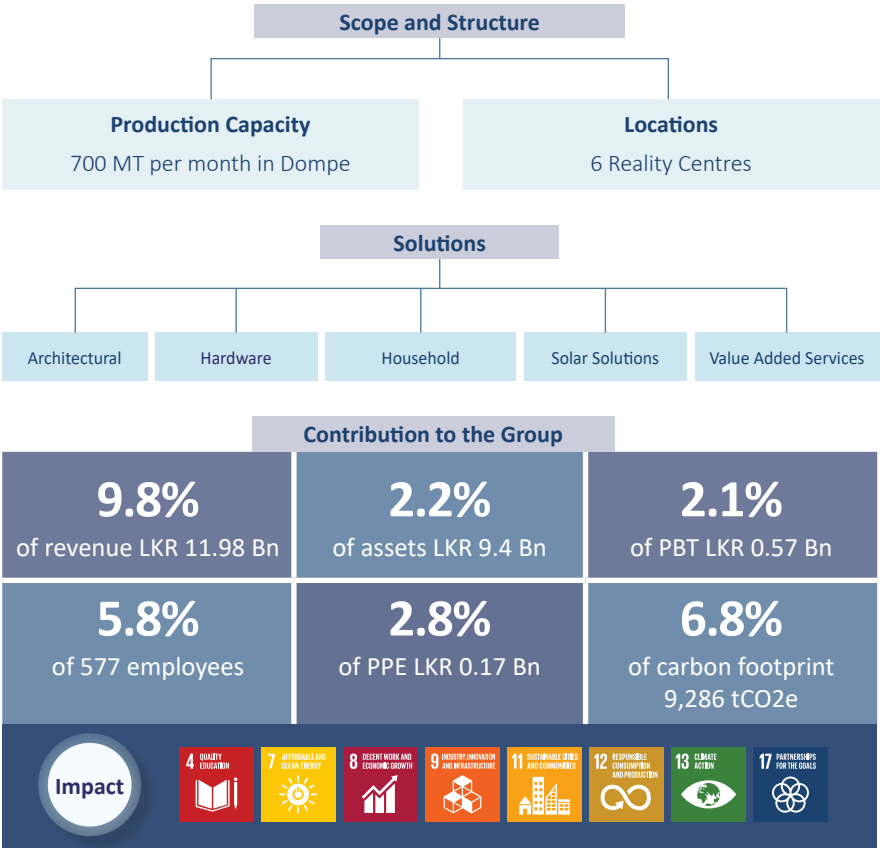 Scope and Structure
Production Capacity
700 MT per month in Dompe
Locations
6 Reality Centres
Solutions
Architectural
Hardware
Household
Solar Solutions
Value Added Services
Contribution to the Group
9.8%
of revenue LKR 11.98 Bn
2.2%
of assets LKR 9.4 Bn
2.1%
of PBT LKR 0.57 Bn
5.8%
of 577 employees
2.8%
of PPE LKR 0.17 Bn
6.8%
of carbon footprint
9,286 tCO2e
Impact
4 QUALITY
EDUCATION
7 AFFORDABLE AND
CLEAN ENERGY
8 DECENT WORK AND
ECONOMIC GROWTH
9 INDUSTRY, INNOVATION
AND INFRASTRUCTURE
11 SUSTAINABLE CITIES
AND COMMUNITIES
12 RESPONSIBLE
CONSUMPTION
AND PRODUCTION
13 CLIMATE
ACTION
17 PARTNERSHIPS
FOR THE GOALS